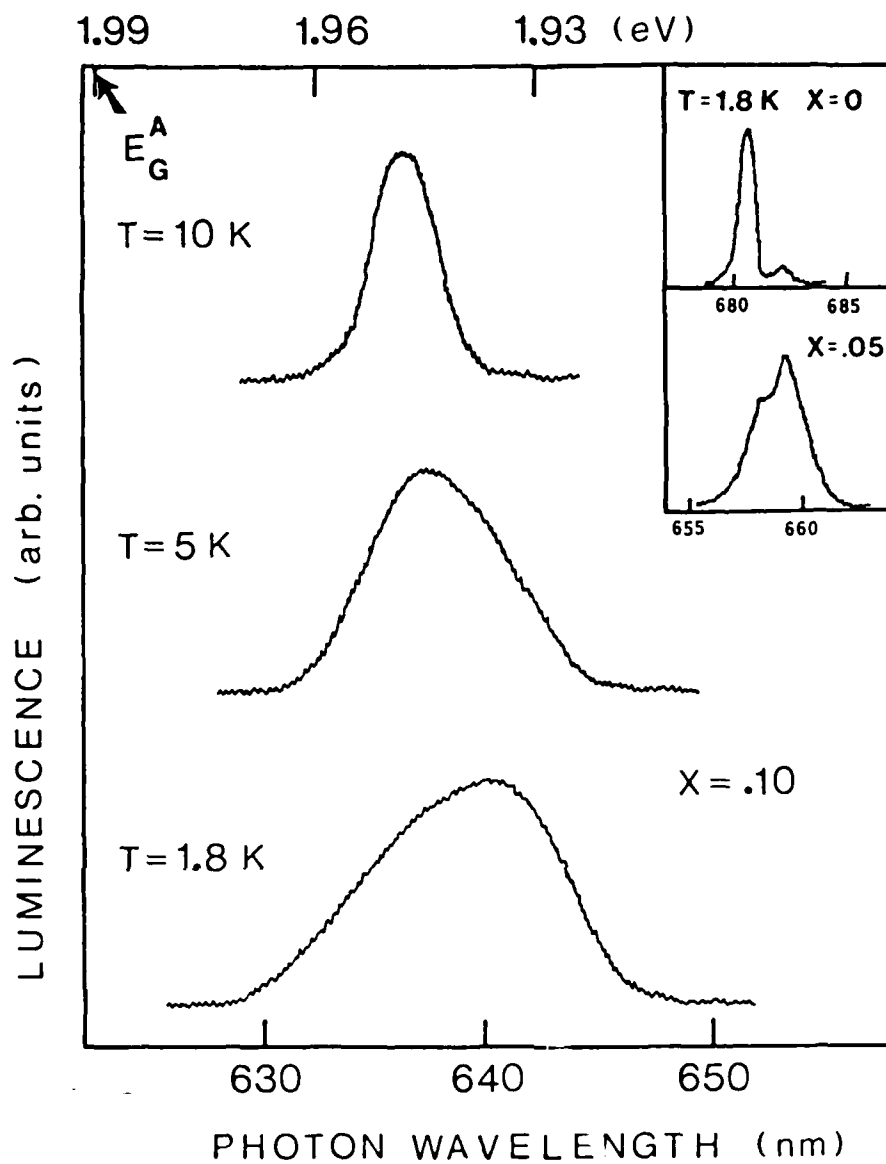 1.99 1.96 1.93 (eV)
E_G^A
T = 10 K
T = 1.8 K X = 0
680 685
X = .05
655 660
T = 5 K
X = .10
T = 1.8 K
LUMINESCENCE (arb. units)
630 640 650
PHOTON WAVELENGTH (nm)